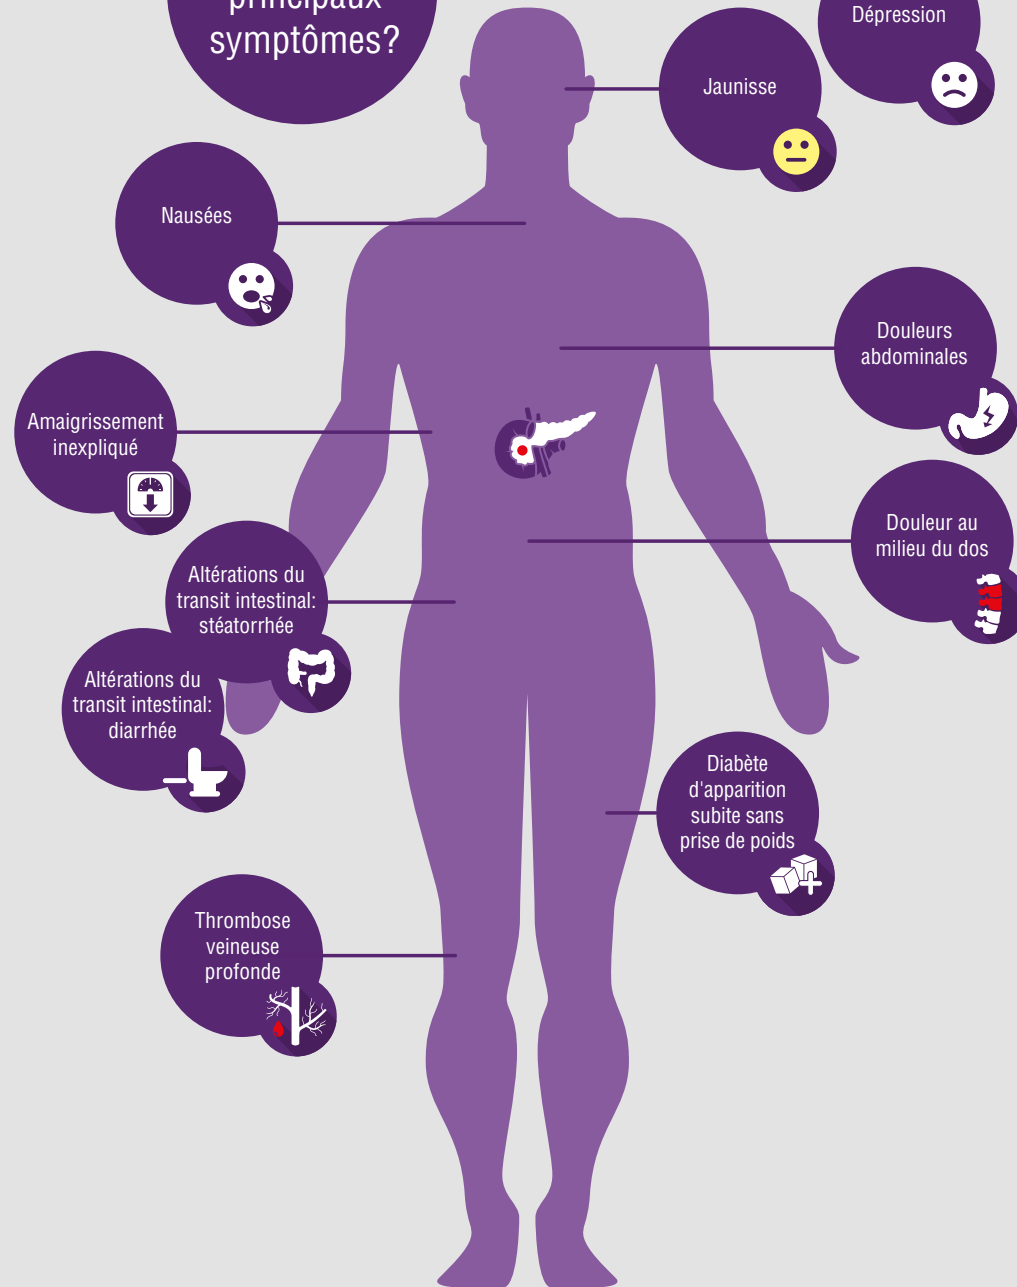 principaux
symptômes?
Dépression
Jaunisse
Nausées
Douleurs
abdominales
Amaigrissement
inexpliqué
Douleur au
milieu du dos
Altérations du
transit intestinal:
stéatorrhée
Altérations du
transit intestinal:
diarrhée
Diabète
d'apparition
subite sans
prise de poids
Thrombose
veineuse
profonde